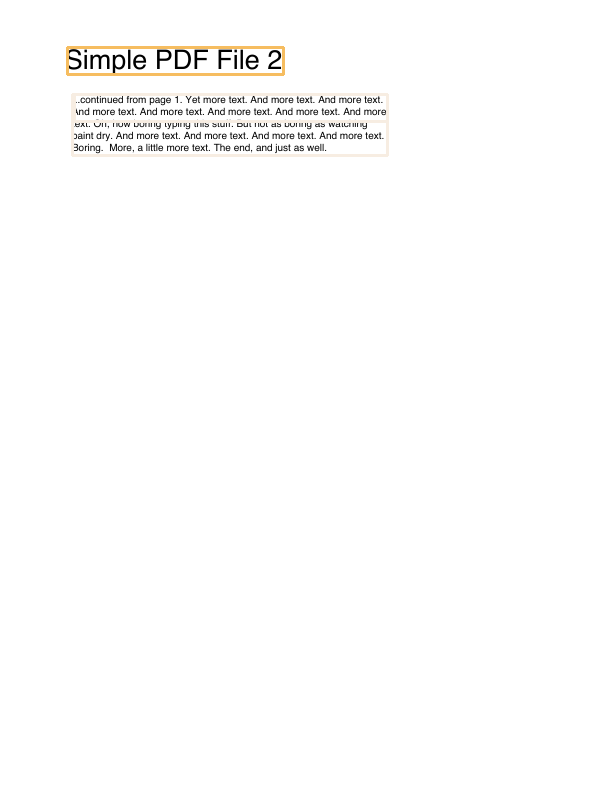 Simple PDF File 2
...continued from page 1. Yet more text. And more text. And more text.
And more text. And more text. And more text. And more text. And more
text. Oh, how boring typing this stuff. But not as boring as watching
paint dry. And more text. And more text. And more text. And more text.
Boring.  More, a little more text. The end, and just as well.